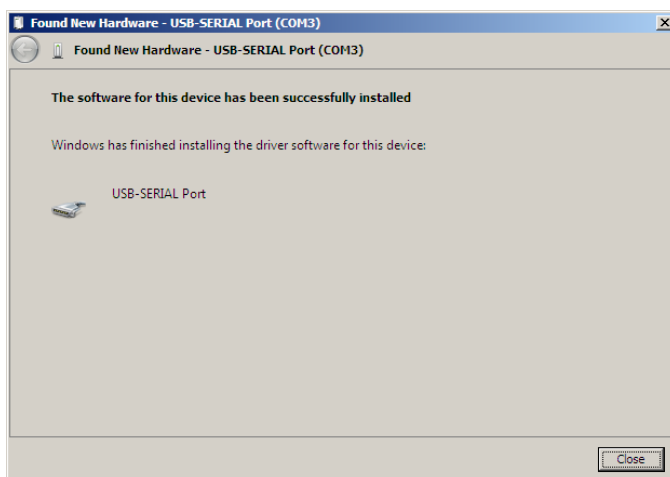 Found New Hardware - USB-SERIAL Port (COM3)
Found New Hardware - USB-SERIAL Port (COM3)
The software for this device has been successfully installed
Windows has finished installing the driver software for this device:
USB-SERIAL Port
Close